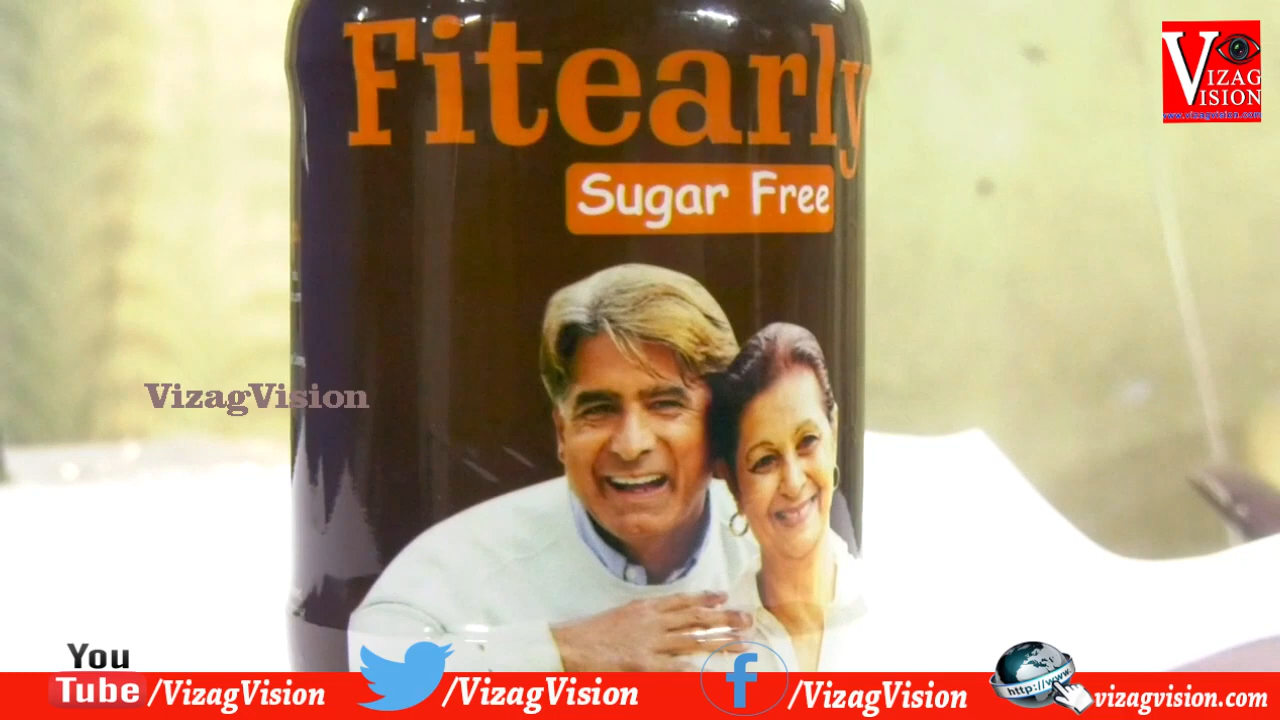 Fitearly
Sugar Free
VIZAG
VISION
www.vizagvision.com
VizagVision
You
Tube /VizagVision
/VizagVision
f /VizagVision
http://www.
vizagvision.com